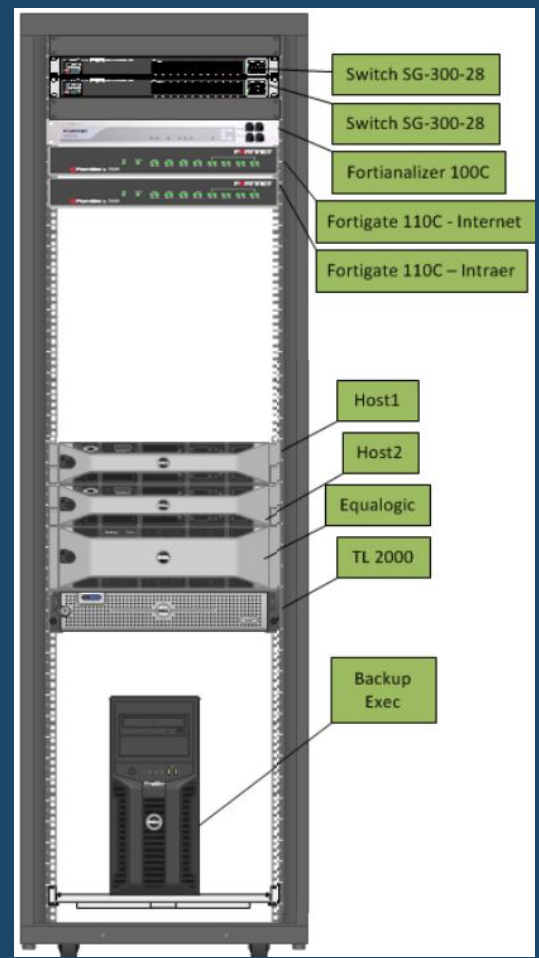 Switch SG-300-28
Switch SG-300-28
Fortianalizer 100C
Fortigate 110C - Internet
Fortigate 110C – Intraer
Host1
Host2
Equalogic
TL 2000
Backup
Exec